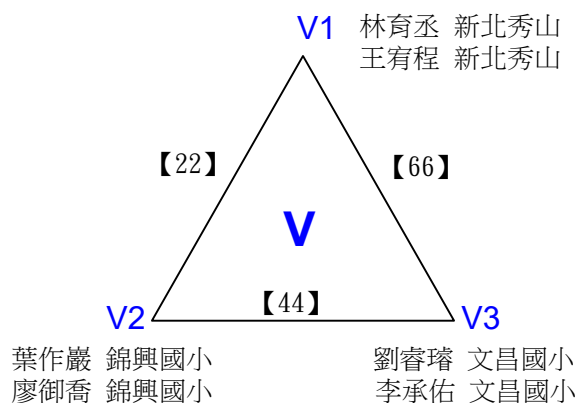 V1
林育丞 新北秀山
王宥程 新北秀山
【22】
【66】
V
【44】
V2
V3
葉作巖 錦興國小
廖御喬 錦興國小
劉睿璿 文昌國小
李承佑 文昌國小